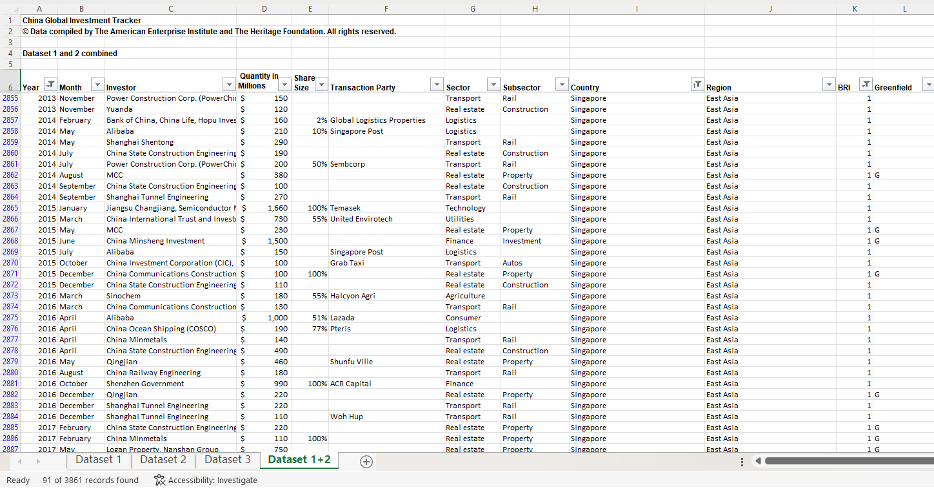 A B C D E F G H I J K L
1 China Global Investment Tracker
2 © Data compiled by The American Enterprise Institute and The Heritage Foundation. All rights reserved.
3
4 Dataset 1 and 2 combined
5
6 Year Month Investor Quantity in Millions Share Size Transaction Party Sector Subsector Country Region BRI Greenfield
2855 2013 November Power Construction Corp. (PowerChi $ 150 Transport Rail Singapore East Asia 1
2856 2013 November Yuanda $ 120 Real estate Construction Singapore East Asia 1
2857 2014 February Bank of China, China Life, Hopu Inves $ 160 2% Global Logistics Properties Logistics Singapore East Asia 1
2858 2014 May Alibaba $ 210 10% Singapore Post Logistics Singapore East Asia 1
2859 2014 May Shanghai Shentong $ 290 Transport Rail Singapore East Asia 1
2860 2014 July China State Construction Engineering $ 190 Real estate Construction Singapore East Asia 1
2861 2014 July Power Construction Corp. (PowerChi $ 200 50% Sembcorp Transport Rail Singapore East Asia 1
2862 2014 August MCC $ 380 Real estate Property Singapore East Asia 1 G
2863 2014 September China State Construction Engineering $ 100 Real estate Construction Singapore East Asia 1
2864 2014 September Shanghai Tunnel Engineering $ 270 Transport Rail Singapore East Asia 1
2865 2015 January Jiangsu Changjiang, Semiconductor $ 1,660 100% Temasek Technology Singapore East Asia 1
2866 2015 March China International Trust and Invest $ 730 55% United Envirotech Utilities Singapore East Asia 1
2867 2015 May MCC $ 230 Real estate Property Singapore East Asia 1 G
2868 2015 June China Minsheng Investment $ 1,500 Finance Investment Singapore East Asia 1 G
2869 2015 July Alibaba $ 150 Singapore Post Logistics Singapore East Asia 1
2870 2015 October China Investment Corporation (CIC), $ 100 Grab Taxi Transport Autos Singapore East Asia 1
2871 2015 December China Communications Construction $ 100 100% Real estate Property Singapore East Asia 1 G
2872 2015 December China State Construction Engineering $ 110 Real estate Construction Singapore East Asia 1
2873 2016 March Sinochem $ 180 55% Halcyon Agri Agriculture Singapore East Asia 1
2874 2016 March China Communications Construction $ 130 Transport Rail Singapore East Asia 1
2875 2016 April Alibaba $ 1,000 51% Lazada Consumer Singapore East Asia 1
2876 2016 April China Ocean Shipping (COSCO) $ 190 77% Pteris Logistics Singapore East Asia 1
2877 2016 April China Minmetals $ 140 Transport Rail Singapore East Asia 1
2878 2016 April China State Construction Engineering $ 490 Real estate Construction Singapore East Asia 1
2879 2016 May Qingjian $ 460 Shunfu Ville Real estate Property Singapore East Asia 1
2880 2016 August China Railway Engineering $ 180 Transport Rail Singapore East Asia 1
2881 2016 October Shenzhen Government $ 990 100% ACR Capital Finance Singapore East Asia 1
2882 2016 December Qingjian $ 220 Real estate Property Singapore East Asia 1 G
2883 2016 December Shanghai Tunnel Engineering $ 220 Transport Rail Singapore East Asia 1
2884 2016 December Shanghai Tunnel Engineering $ 110 Woh Hup Transport Rail Singapore East Asia 1
2885 2017 February China State Construction Engineering $ 220 Real estate Property Singapore East Asia 1 G
2886 2017 February China Minmetals $ 110 100% Real estate Property Singapore East Asia 1 G
2887 2017 May Logan Property, Nanshan Group $ 750 Real estate Property Singapore East Asia 1 G
Dataset 1 Dataset 2 Dataset 3 Dataset 1+2
Ready 91 of 3861 records found Accessibility: Investigate